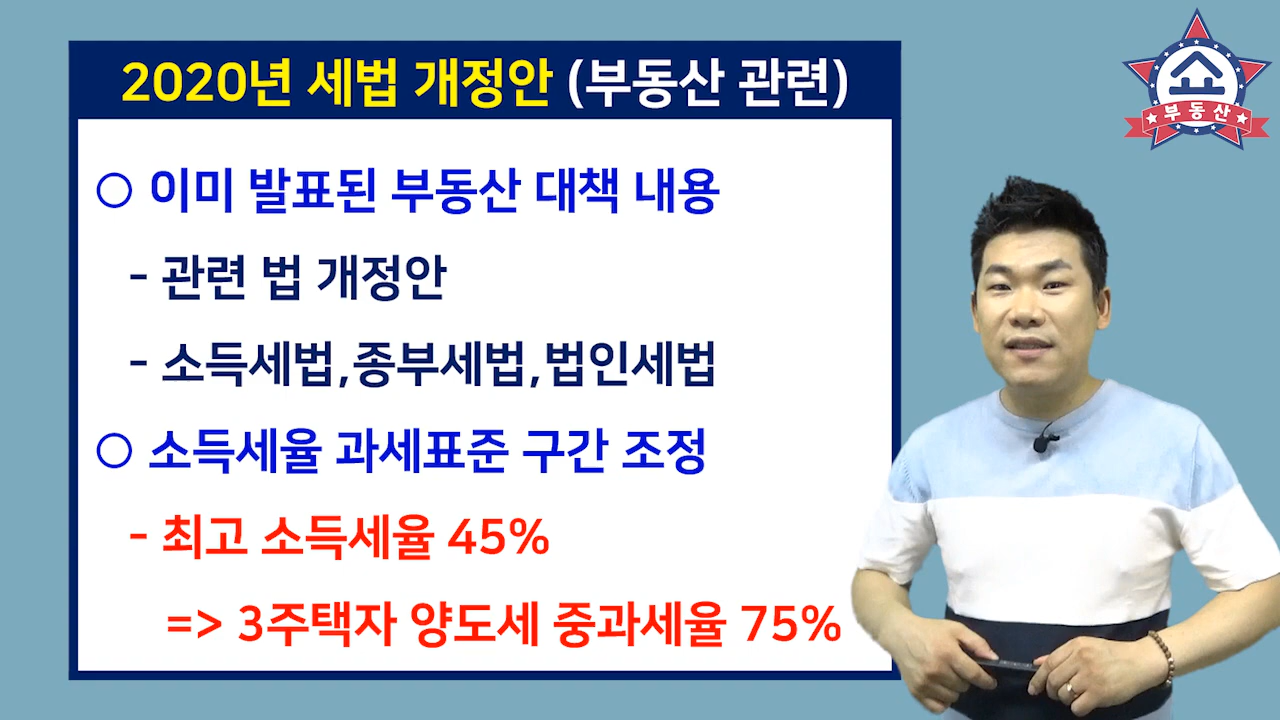 2020년 세법 개정안 (부동산 관련)
○ 이미 발표된 부동산 대책 내용
- 관련 법 개정안
- 소득세법,종부세법,법인세법
○ 소득세율 과세표준 구간 조정
- 최고 소득세율 45%
=> 3주택자 양도세 중과세율 75%
쇼
부동산